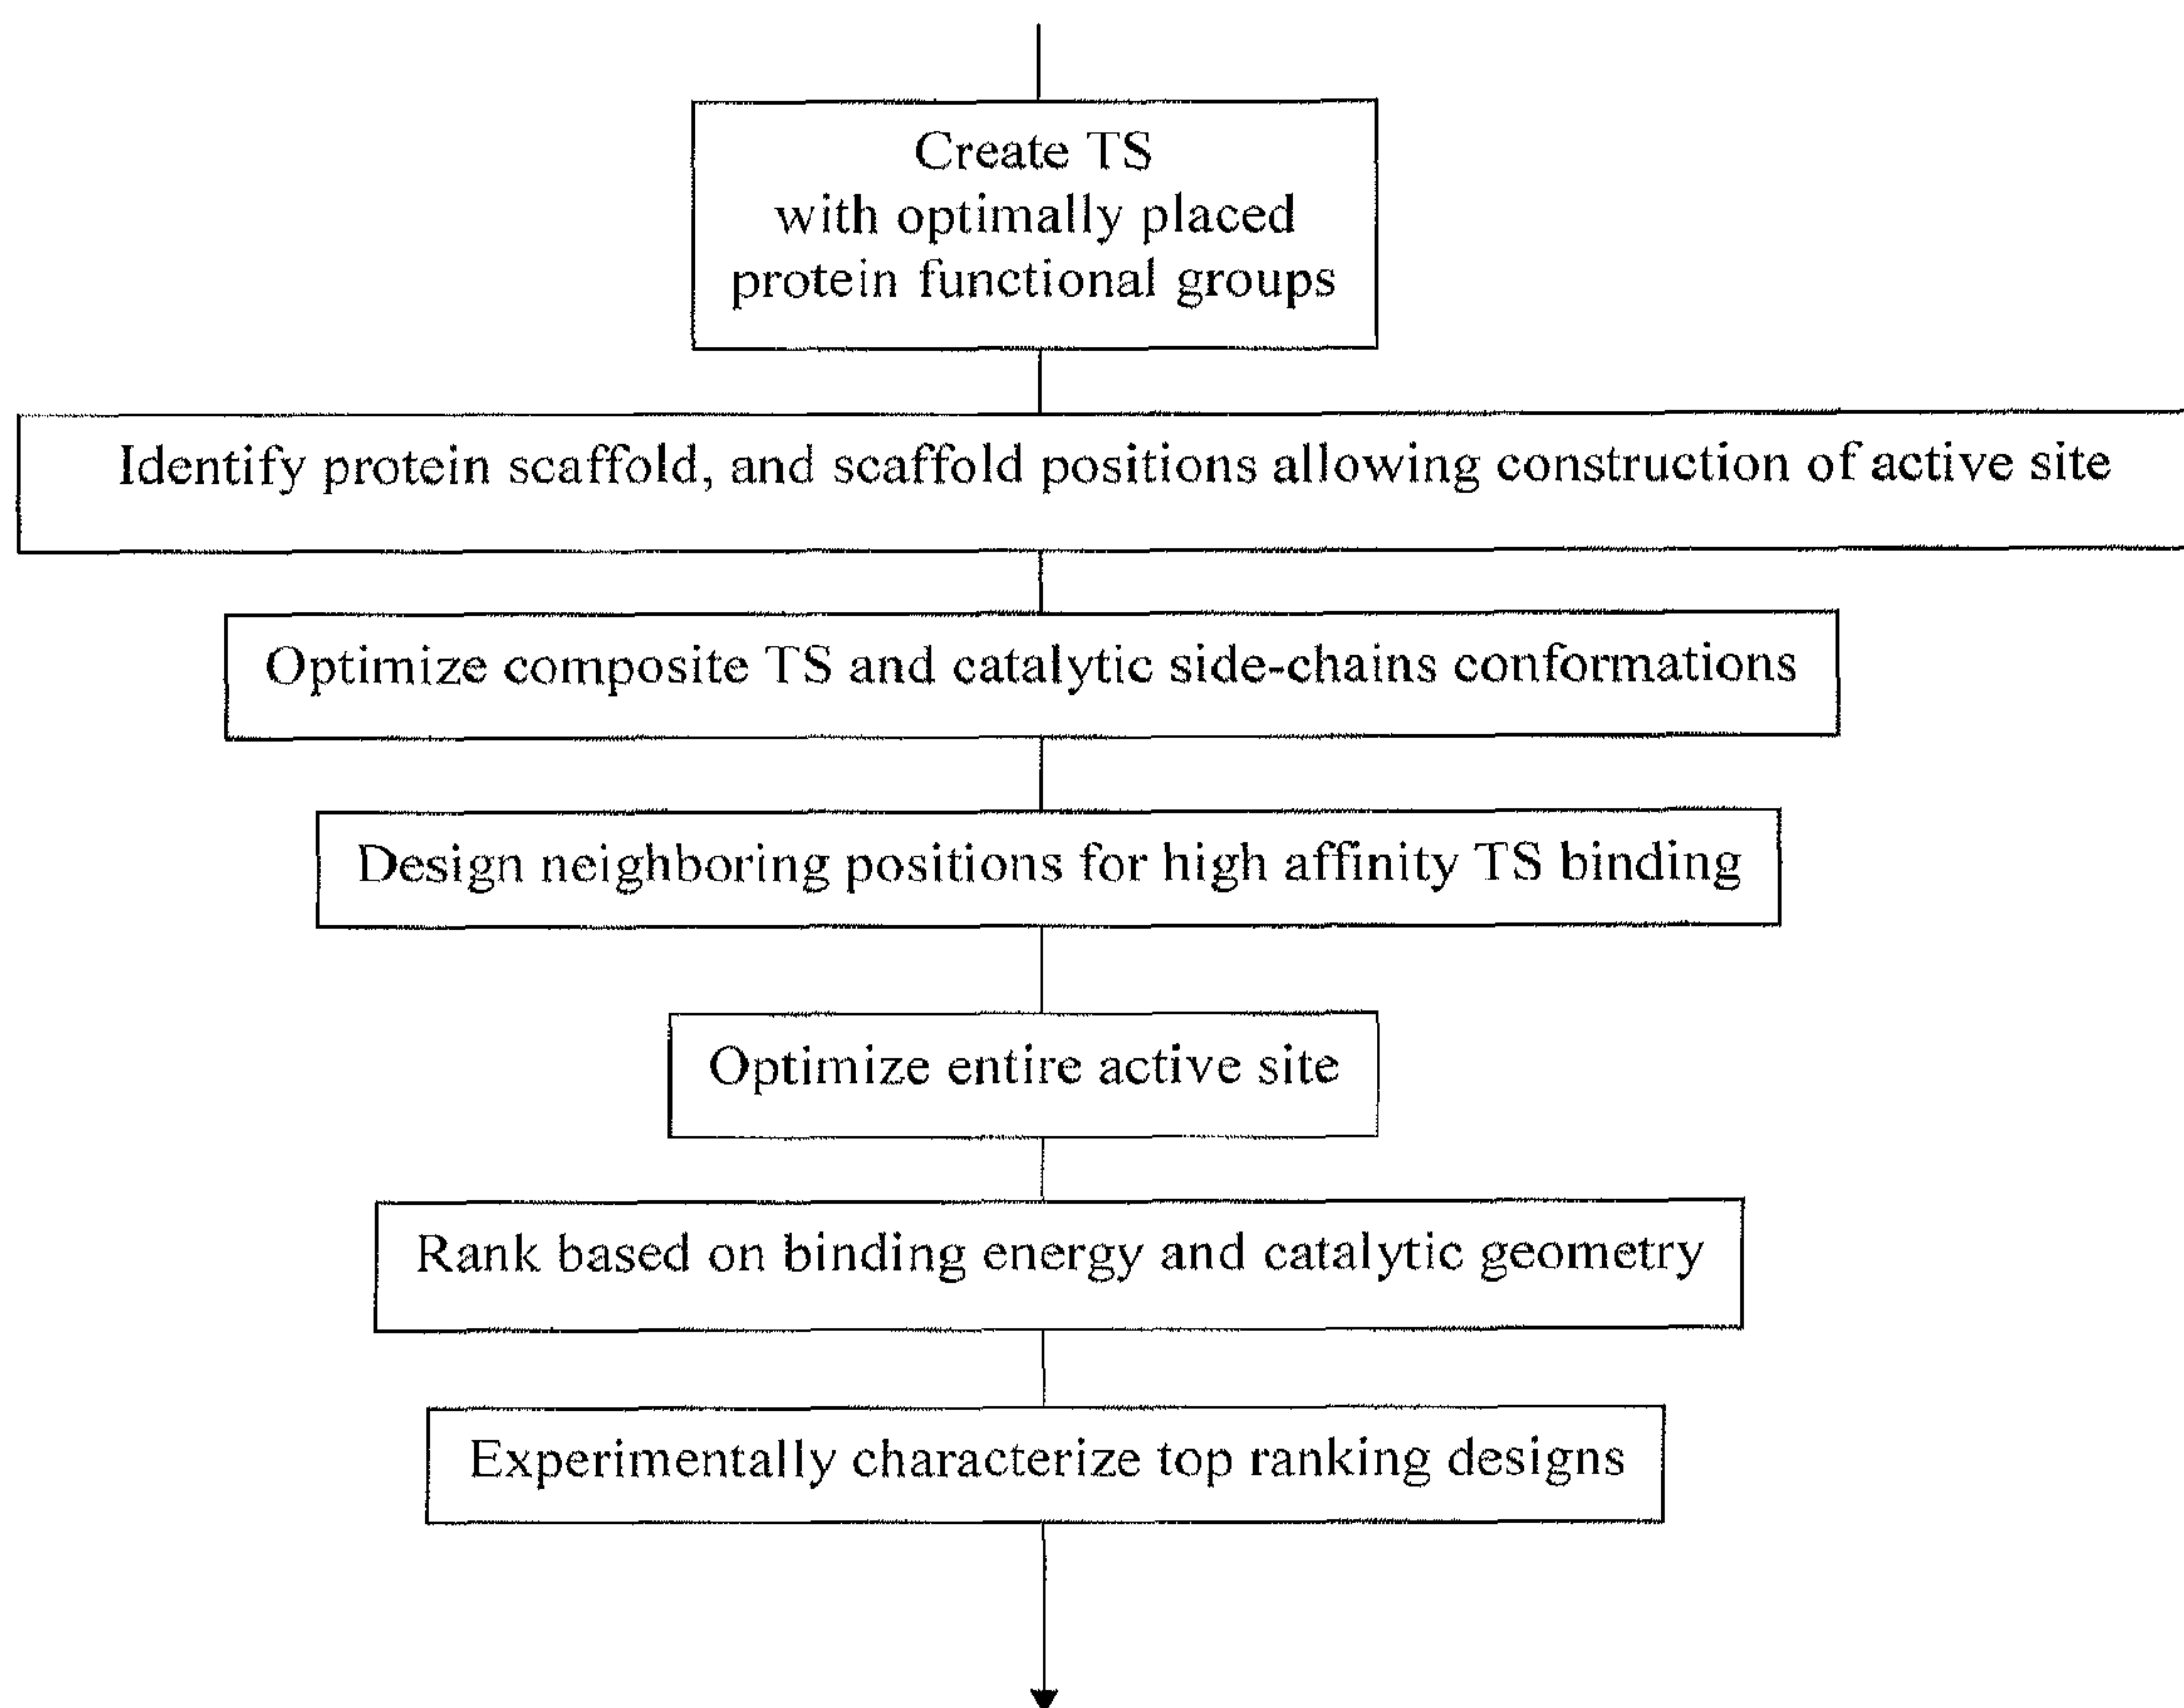 Create TS
with optimally placed
protein functional groups
Identify protein scaffold, and scaffold positions allowing construction of active site
Optimize composite TS and catalytic side-chains conformations
Design neighboring positions for high affinity TS binding
Optimize entire active site
Rank based on binding energy and catalytic geometry
Experimentally characterize top ranking designs